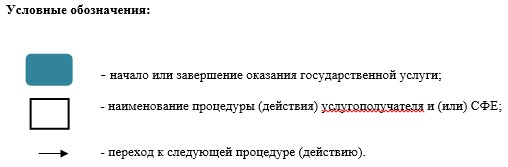 Условные обозначения:
- начало или завершение оказания государственной услуги;
- наименование процедуры (действия) услугополучателя и (или) СФЕ;
- переход к следующей процедуре (действию).